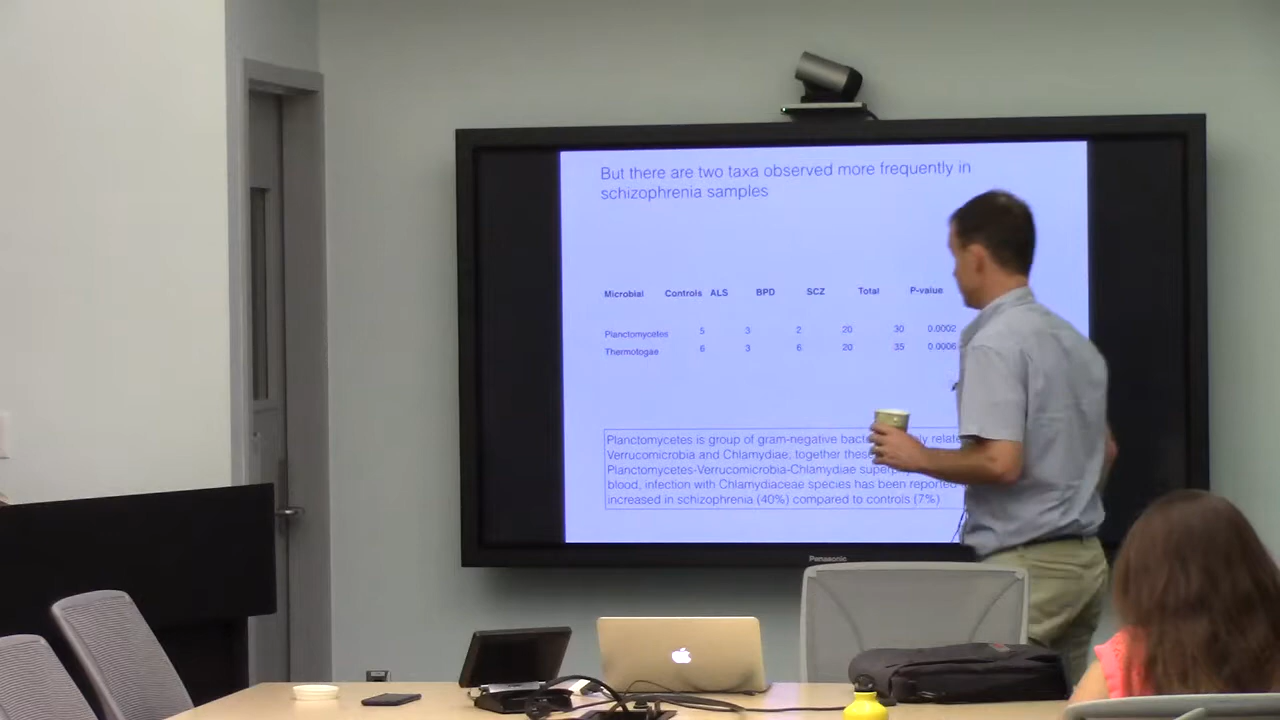 But there are two taxa observed more frequently in
schizophrenia samples
Microbial Controls ALS BPD SCZ Total P-value
Planctomycetes 5 3 2 20 30 0.0002
Thermotogae 6 3 6 20 35 0.0006
Planctomycetes is group of gram-negative
Verrucomicrobia and Chlamydiae, together these
Planctomycetes-Verrucomicrobia-Chlamydiae
blood, infection with Chlamydiaceae species has been reported
increased in schizophrenia (40%) compared to controls (7%)
Panasonic